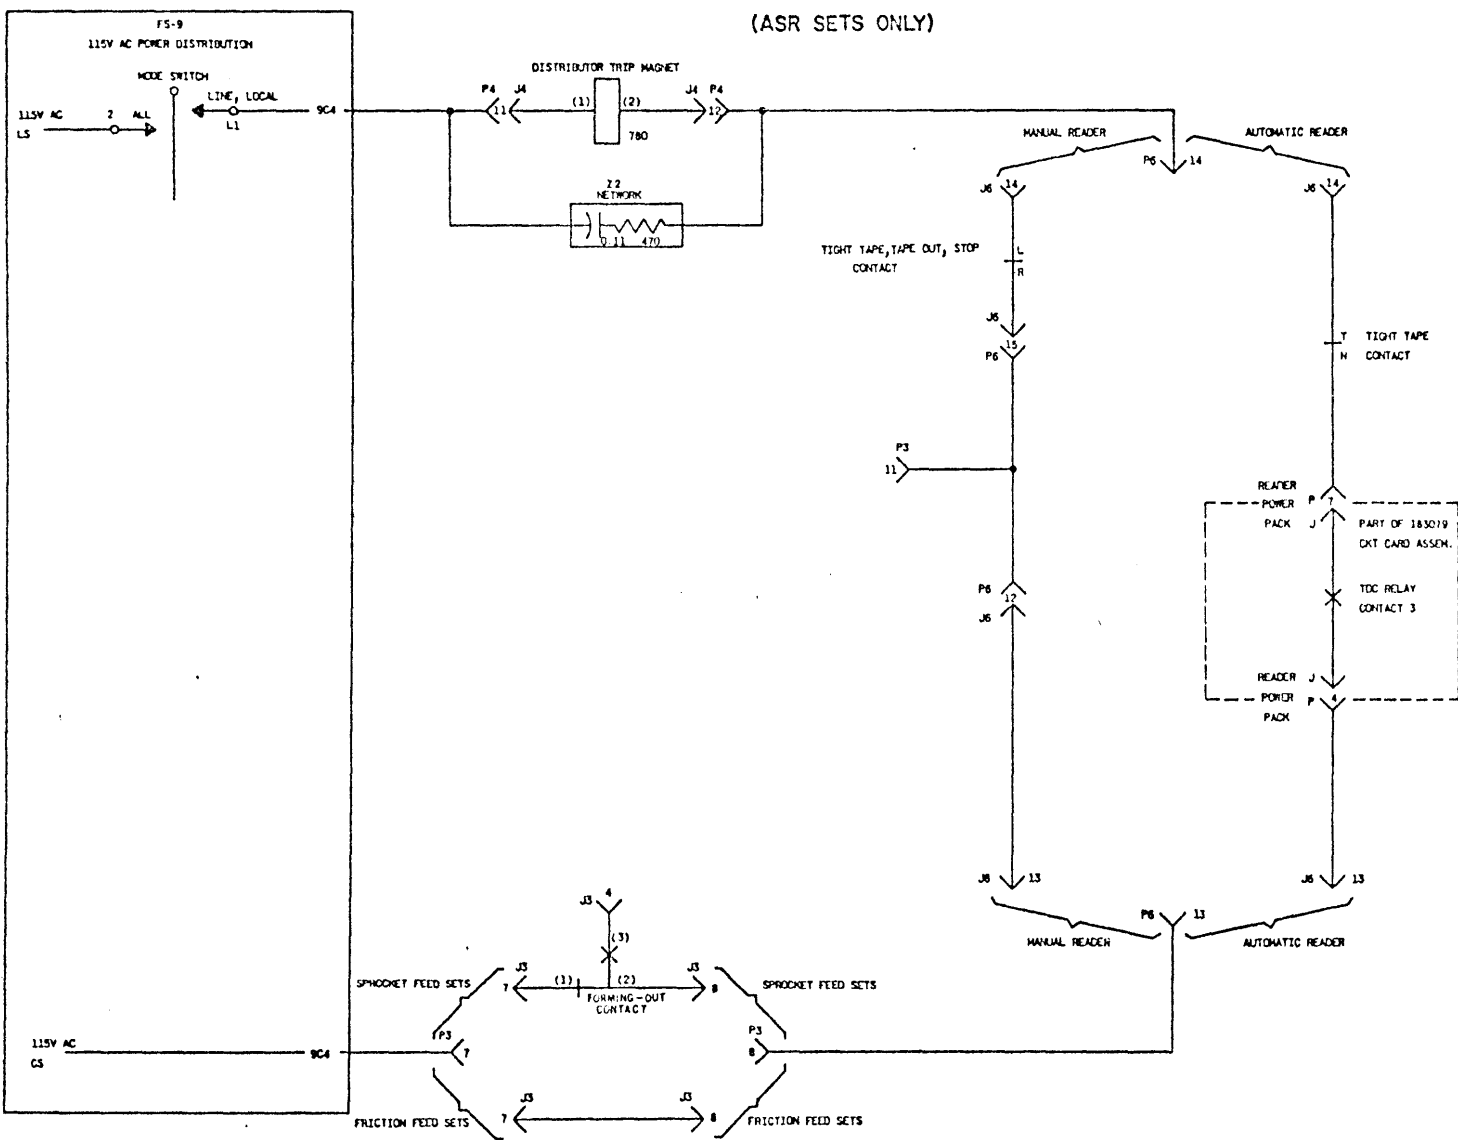 (ASR SETS ONLY)
FS-9
115V AC POWER DISTRIBUTION
MODE SWITCH
LINE, LOCAL
L1
115V AC
LS
2 ALL
9C4
DISTRIBUTOR TRIP MAGNET
P4 J4
11
(1) (2)
780
J4 P4
12
Z2
NETWORK
0.11 470
MANUAL READER
AUTOMATIC READER
P6 14
J6 14
J6 14
TIGHT TAPE, TAPE OUT, STOP
CONTACT
L
R
J6
15
P6
T TIGHT TAPE
N CONTACT
P3
11
READER
POWER
PACK
P 7
J
PART OF 183079
CKT CARD ASSEM.
P6
12
J6
TDC RELAY
CONTACT 3
READER J
POWER P 4
PACK
J6 13
J6 13
P6 13
MANUAL READER
AUTOMATIC READER
J3 4
(3)
SPROCKET FEED SETS
J3
7
(1) (2)
FORMING-OUT
CONTACT
J3
8
SPROCKET FEED SETS
115V AC
GS
9C4
P3
7
P3
8
FRICTION FEED SETS
J3
7
J3
8
FRICTION FEED SETS